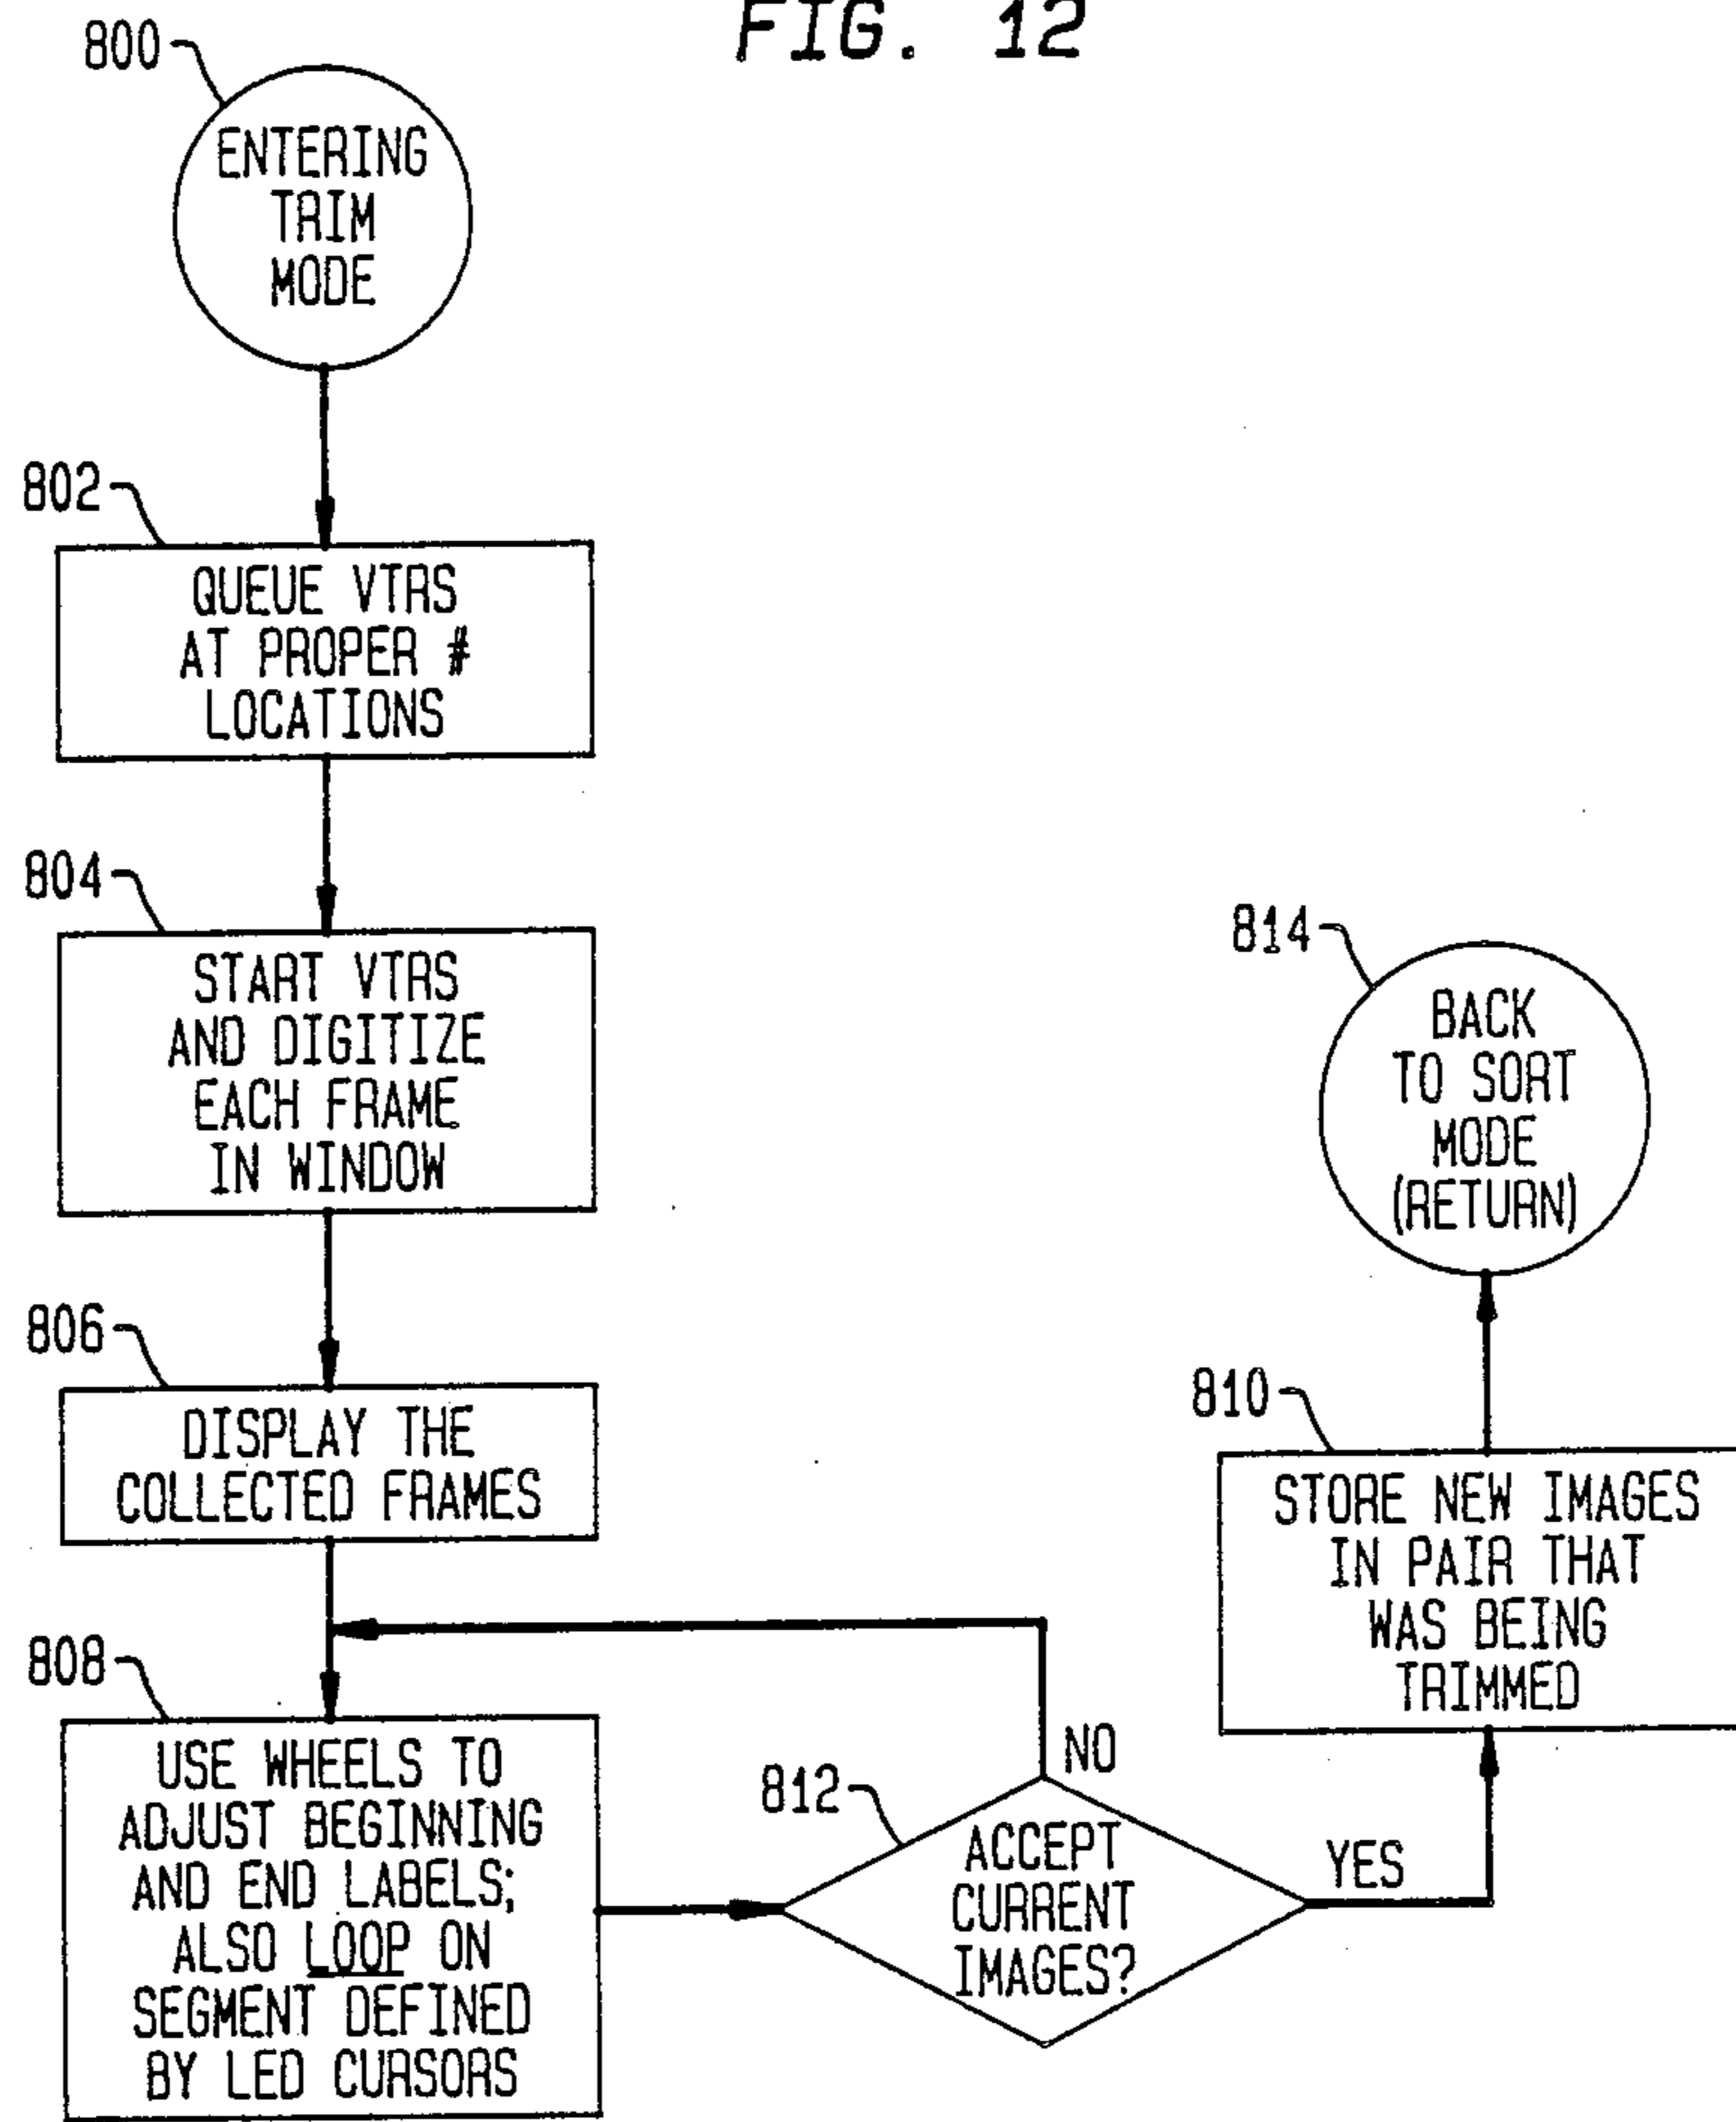 FIG. 12
800
ENTERING
TRIM
MODE
802
QUEUE VTRS
AT PROPER #
LOCATIONS
804
START VTRS
AND DIGITIZE
EACH FRAME
IN WINDOW
806
DISPLAY THE
COLLECTED FRAMES
808
USE WHEELS TO
ADJUST BEGINNING
AND END LABELS;
ALSO LOOP ON
SEGMENT DEFINED
BY LED CURSORS
812
ACCEPT
CURRENT
IMAGES?
NO
YES
810
STORE NEW IMAGES
IN PAIR THAT
WAS BEING
TRIMMED
814
BACK
TO SORT
MODE
(RETURN)